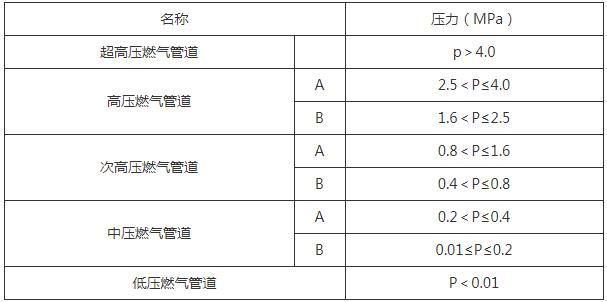 名称 压力（MPa）
超高压燃气管道 p＞4.0
高压燃气管道 A 2.5＜P≤4.0
B 1.6＜P≤2.5
次高压燃气管道 A 0.8＜P≤1.6
B 0.4＜P≤0.8
中压燃气管道 A 0.2＜P≤0.4
B 0.01≤P≤0.2
低压燃气管道 P＜0.01